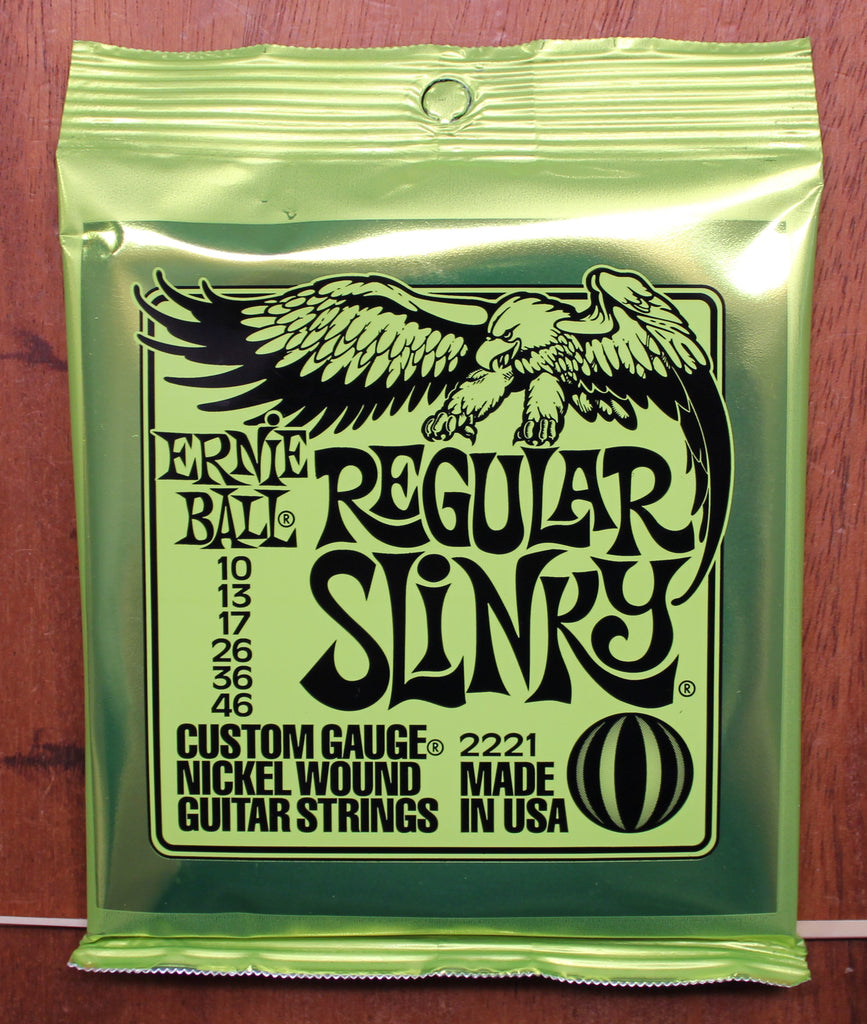 ERNiE
BALL®
REGULAR
SLiNKY®
10
13
17
26
36
46
CUSTOM GAUGE®
NICKEL WOUND
GUITAR STRINGS
2221
MADE
IN USA